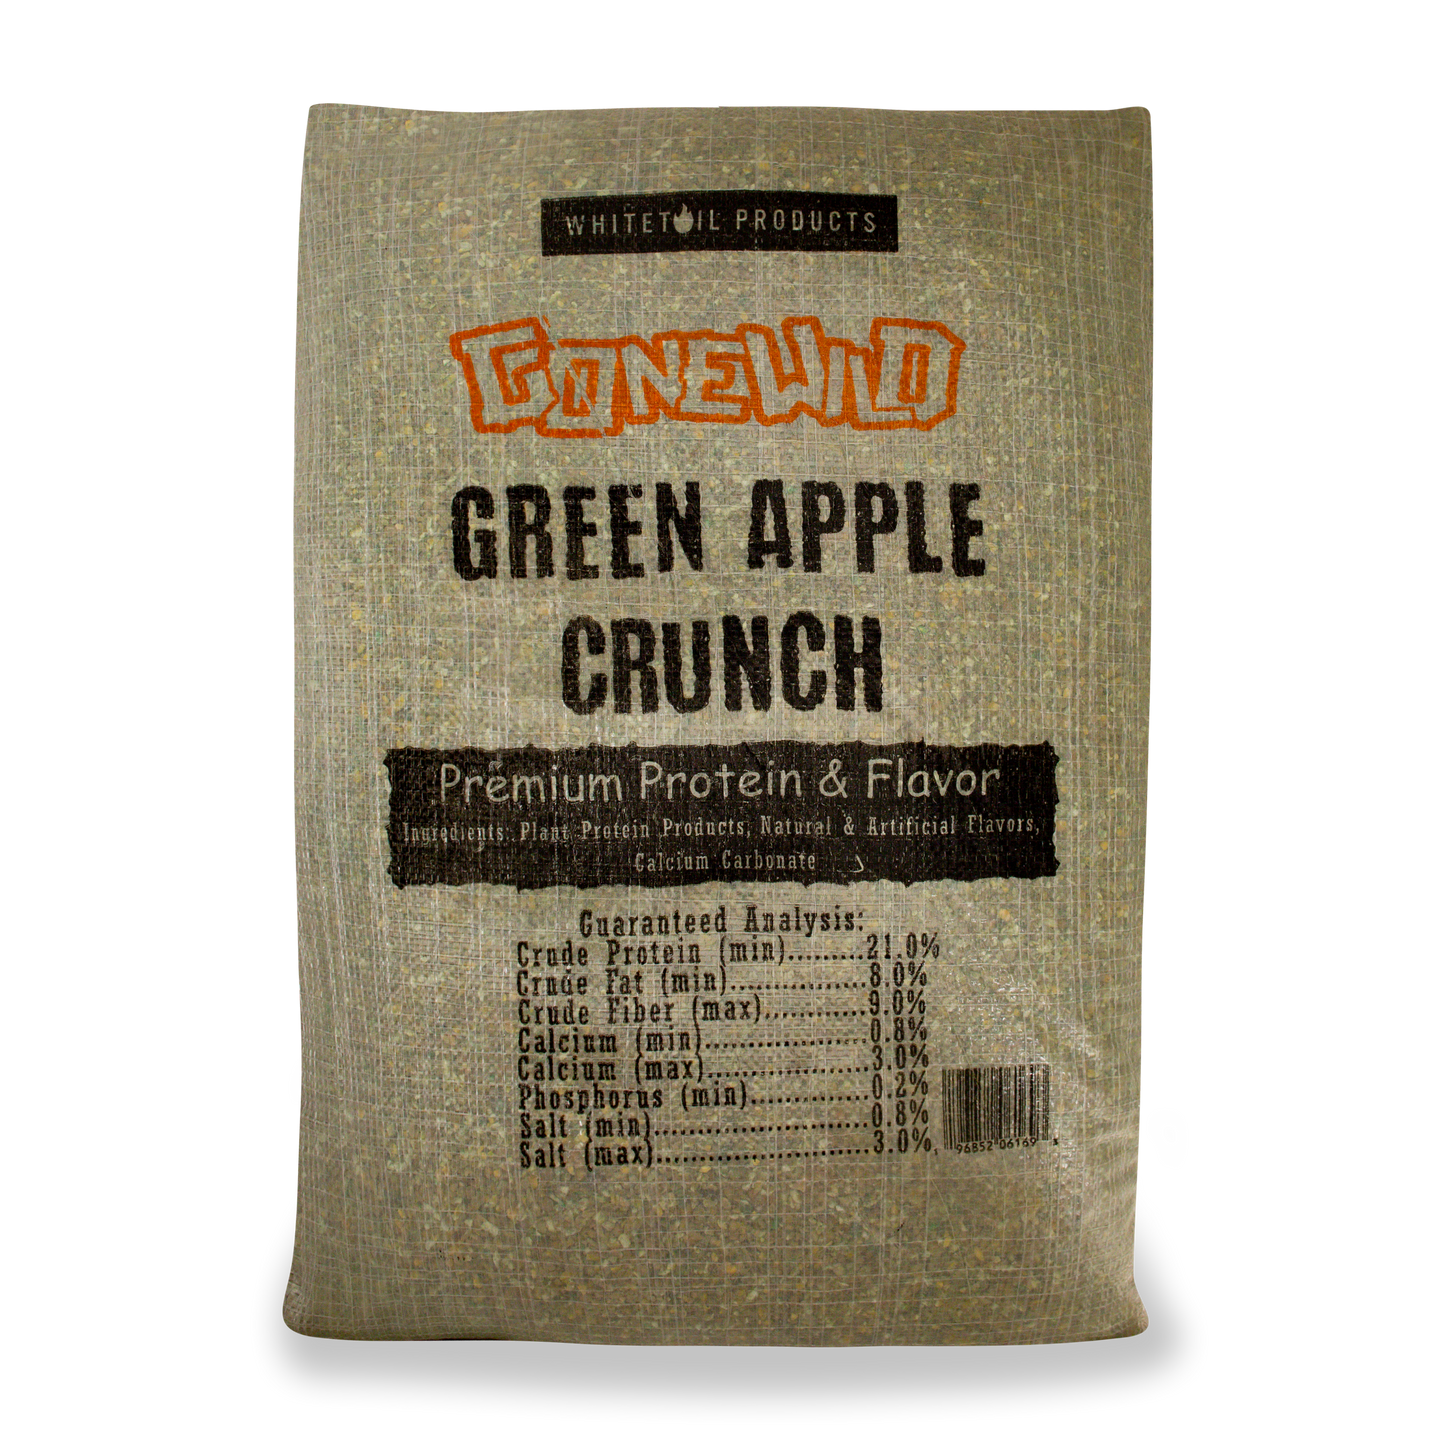 WHITETAIL PRODUCTS
GONEWILD
GREEN APPLE
CRUNCH
Premium Protein & Flavor
Ingredients: Plant Protein Products, Natural & Artificial Flavors,
Calcium Carbonate
Guaranteed Analysis:
Crude Protein (min).........21.0%
Crude Fat (min)................8.0%
Crude Fiber (max)............9.0%
Calcium (min)...................0.8%
Calcium (max)...................3.0%
Phosphorus (min)..............0.2%
Salt (min)..........................0.8%
Salt (max)..........................3.0%
96852 06169